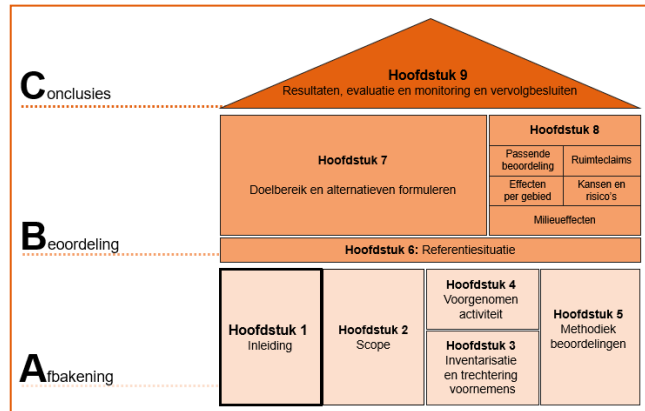 Hoofdstuk 9
Resultaten, evaluatie en monitoring en vervolgbesluiten
Conclusies
Hoofdstuk 7
Doelbereik en alternatieven formuleren
Hoofdstuk 8
Passende
beoordeling
Ruimteclaims
Effecten
per gebied
Kansen en
risico's
Milieueffecten
Beoordeling
Hoofdstuk 6: Referentiesituatie
Hoofdstuk 1
Inleiding
Hoofdstuk 2
Scope
Hoofdstuk 4
Voorgenomen
activiteit
Hoofdstuk 3
Inventarisatie
en trechtering
voornemens
Hoofdstuk 5
Methodiek
beoordelingen
Afbakening